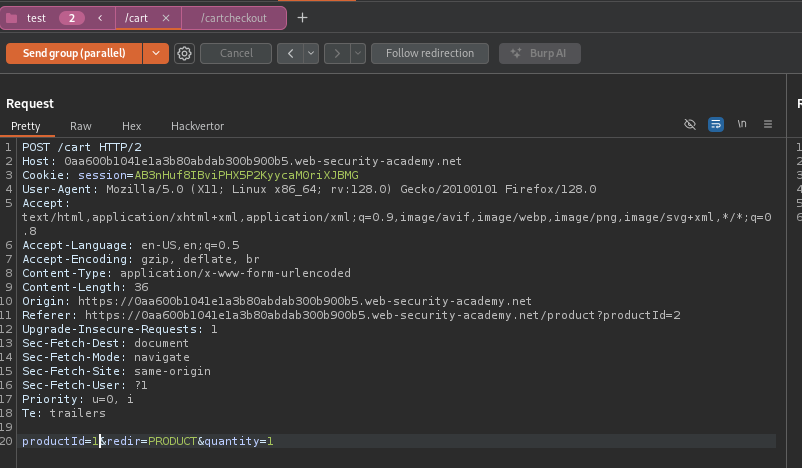 test 2 < /cart × /cartcheckout +
Send group (parallel) Cancel < > Follow redirection Burp AI
Request
Pretty Raw Hex Hackvertor \n
1 POST /cart HTTP/2
2 Host: 0aa600b1041e1a3b80abdab300b900b5.web-security-academy.net
3 Cookie: session=AB3nHuf8IBviPHX5P2KyycaM0riXJBMG
4 User-Agent: Mozilla/5.0 (X11; Linux x86_64; rv:128.0) Gecko/20100101 Firefox/128.0
5 Accept:
text/html,application/xhtml+xml,application/xml;q=0.9,image/avif,image/webp,image/png,image/svg+xml,*/*;q=0
.8
6 Accept-Language: en-US,en;q=0.5
7 Accept-Encoding: gzip, deflate, br
8 Content-Type: application/x-www-form-urlencoded
9 Content-Length: 36
10 Origin: https://0aa600b1041e1a3b80abdab300b900b5.web-security-academy.net
11 Referer: https://0aa600b1041e1a3b80abdab300b900b5.web-security-academy.net/product?productId=2
12 Upgrade-Insecure-Requests: 1
13 Sec-Fetch-Dest: document
14 Sec-Fetch-Mode: navigate
15 Sec-Fetch-Site: same-origin
16 Sec-Fetch-User: ?1
17 Priority: u=0, i
18 Te: trailers
19
20 productId=1&redir=PRODUCT&quantity=1